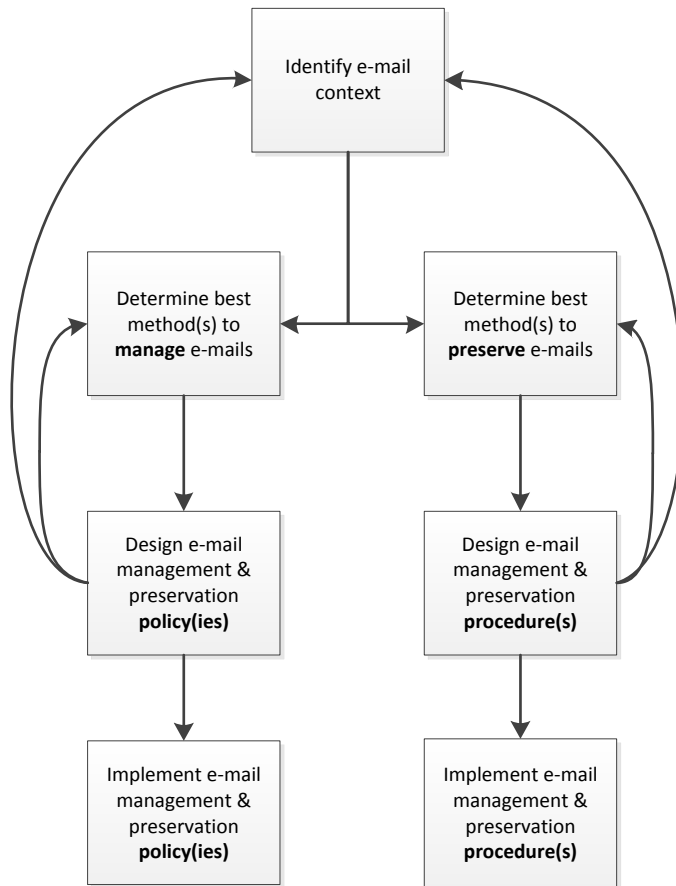 Identify e-mail
context
Determine best
method(s) to
manage e-mails
Determine best
method(s) to
preserve e-mails
Design e-mail
management &
preservation
policy(ies)
Design e-mail
management &
preservation
procedure(s)
Implement e-mail
management &
preservation
policy(ies)
Implement e-mail
management &
preservation
procedure(s)